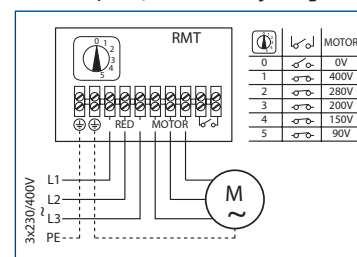 RMT
0
1
2
3
4
5
RED MOTOR
L1
L2
L3
PE
3x230/400V
~
M
~
MOTOR
0 0V
1 400V
2 280V
3 200V
4 150V
5 90V